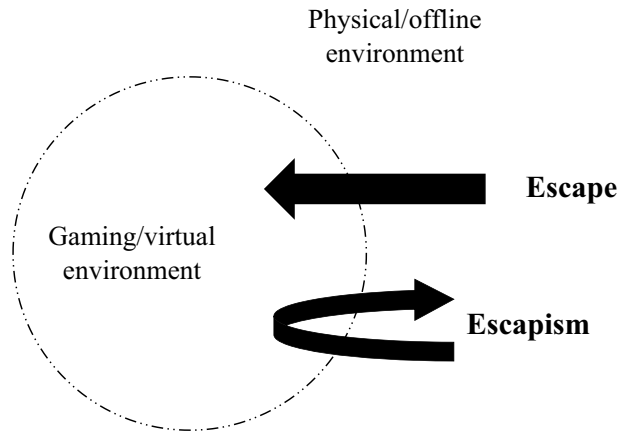 Physical/offline
environment
Escape
Gaming/virtual
environment
Escapism